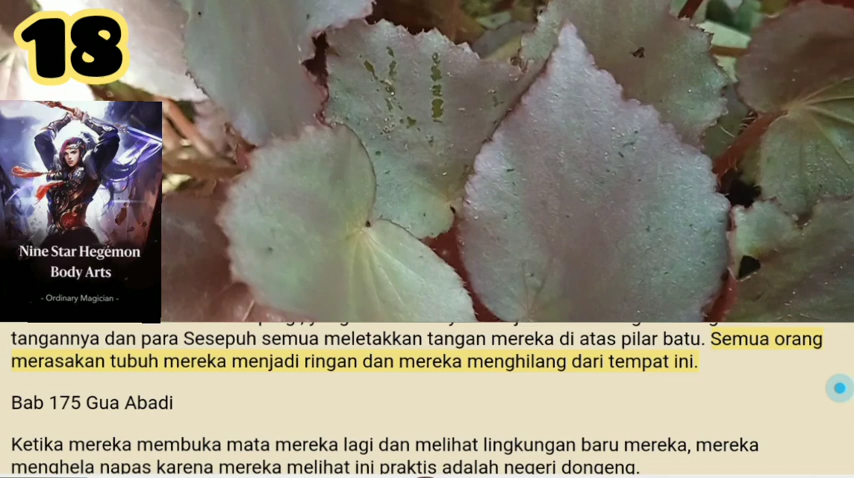 18
Nine Star Hegemon
Body Arts
- Ordinary Magician -
tangannya dan para Sesepuh semua meletakkan tangan mereka di atas pilar batu. Semua orang
merasakan tubuh mereka menjadi ringan dan mereka menghilang dari tempat ini.
Bab 175 Gua Abadi
Ketika mereka membuka mata mereka lagi dan melihat lingkungan baru mereka, mereka
menghela napas karena mereka melihat ini praktis adalah negeri dongeng.